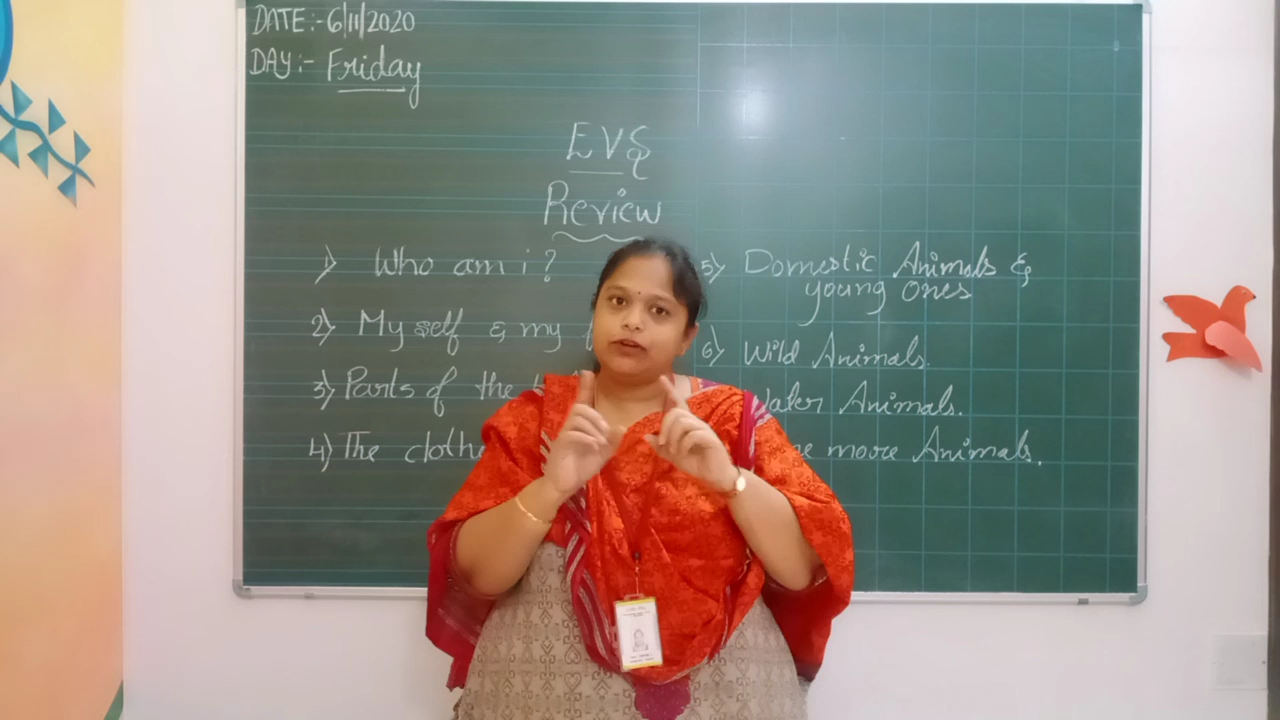 DATE:-6/11/2020
DAY:- Friday
EVS
Review
1) Who am i?
2) My self & my
3) Parts of the
4) The clothe
5) Domestic Animals &
young ones
6) Wild Animals.
Water Animals.
more Animals.